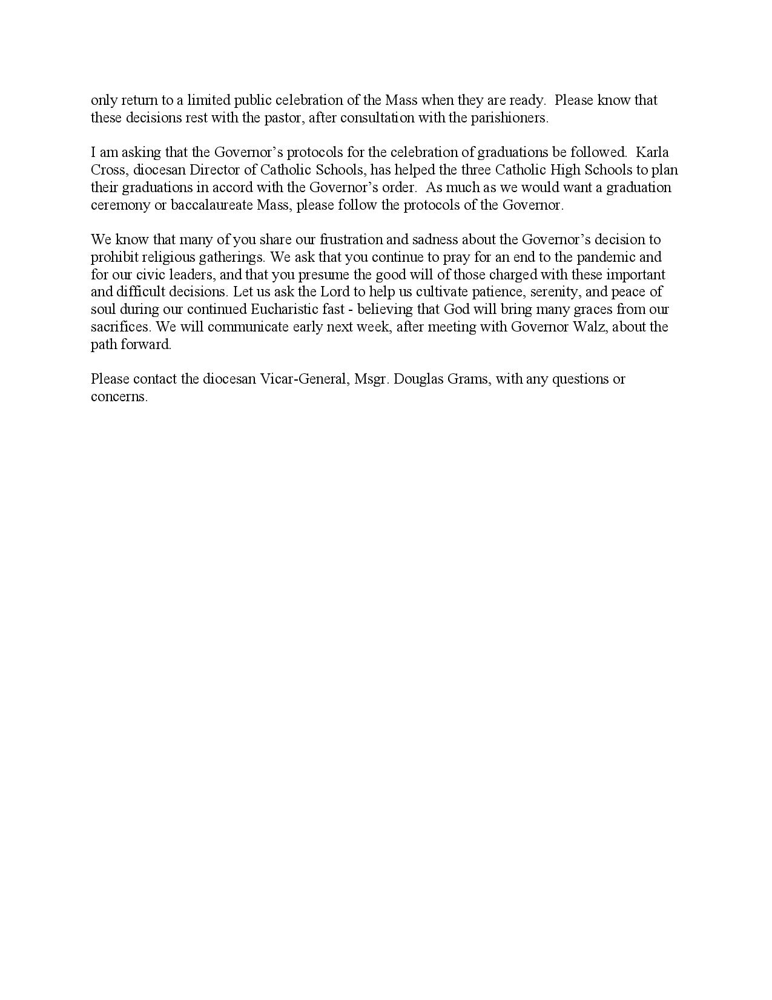 only return to a limited public celebration of the Mass when they are ready.  Please know that
these decisions rest with the pastor, after consultation with the parishioners.
I am asking that the Governor’s protocols for the celebration of graduations be followed.  Karla
Cross, diocesan Director of Catholic Schools, has helped the three Catholic High Schools to plan
their graduations in accord with the Governor’s order.  As much as we would want a graduation
ceremony or baccalaureate Mass, please follow the protocols of the Governor.
We know that many of you share our frustration and sadness about the Governor’s decision to
prohibit religious gatherings. We ask that you continue to pray for an end to the pandemic and
for our civic leaders, and that you presume the good will of those charged with these important
and difficult decisions. Let us ask the Lord to help us cultivate patience, serenity, and peace of
soul during our continued Eucharistic fast - believing that God will bring many graces from our
sacrifices. We will communicate early next week, after meeting with Governor Walz, about the
path forward.
Please contact the diocesan Vicar-General, Msgr. Douglas Grams, with any questions or
concerns.